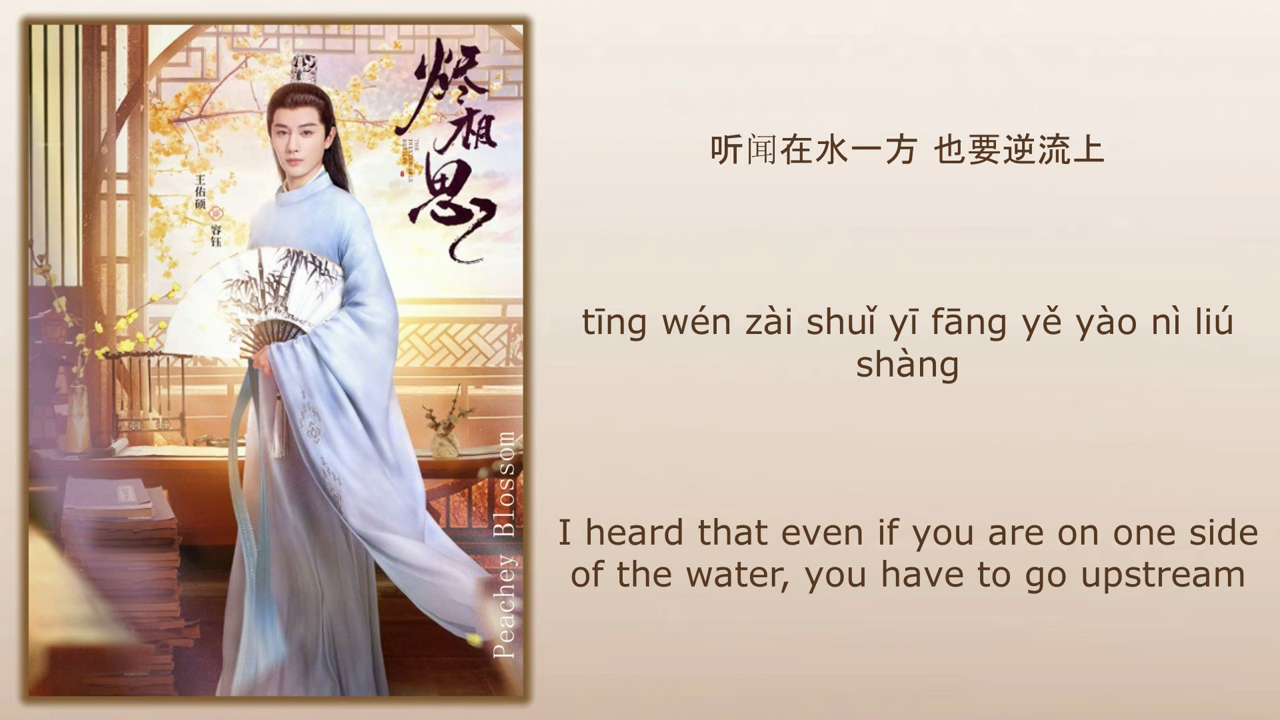 烬相思
王佑硕
容钰
Peachey Blossom
听闻在水一方 也要逆流上
tīng wén zài shuǐ yī fāng yě yào nì liú
shàng
I heard that even if you are on one side
of the water, you have to go upstream